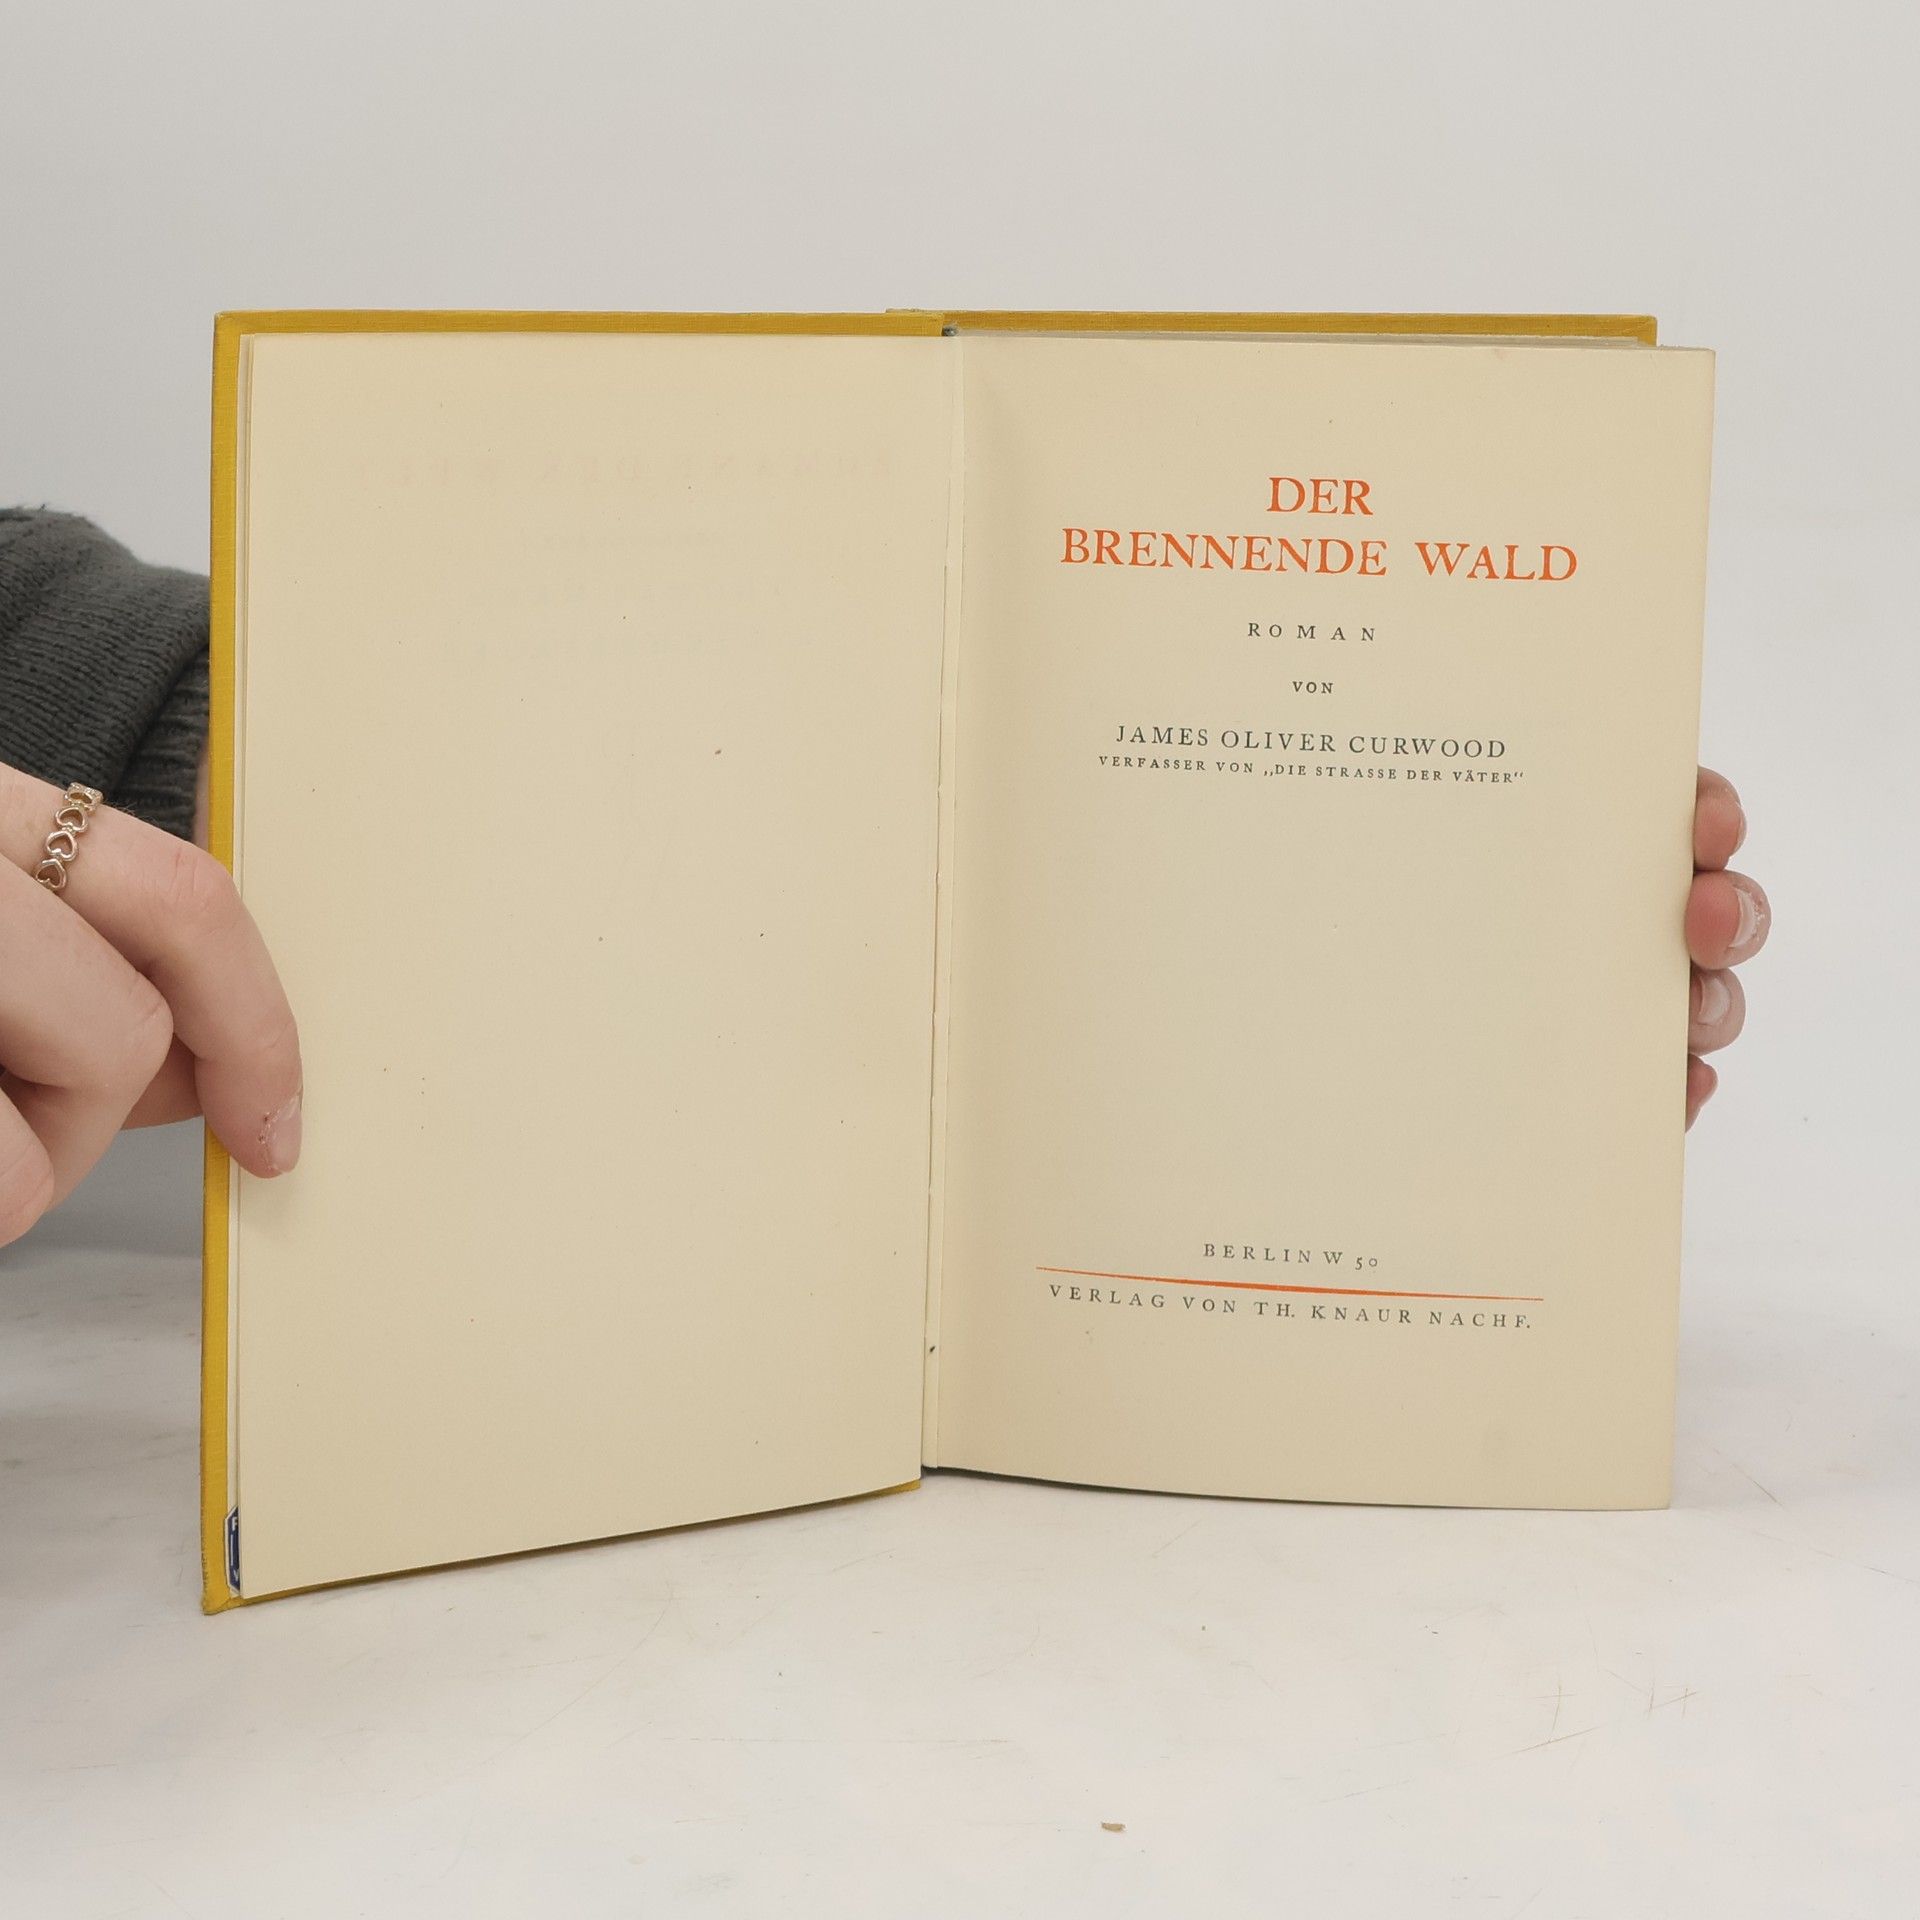 DER
BRENNENDE WALD
ROMAN
VON
JAMES OLIVER CURWOOD
VERFASSER VON „DIE STRASSE DER VÄTER“
BERLIN W 50
VERLAG VON TH. KNAUR NACHF.